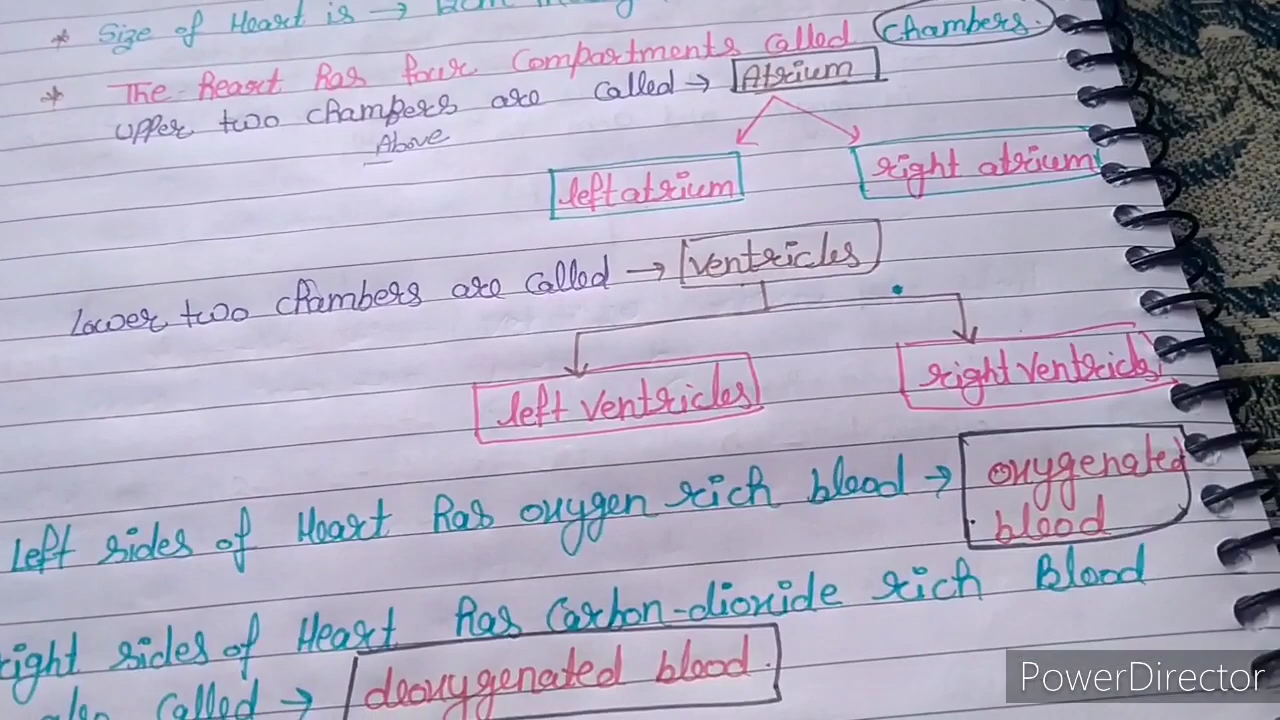 * Size of Heart is →
* The Heart has four Compartments called chambers.
upper two chambers are called → Atrium
Above
left atrium right atrium
Lower two chambers are called → ventricles
left ventricles right ventricles
left sides of Heart has oxygen rich blood → oxygenated
blood
right sides of Heart has Carbon-dioxide rich Blood
also called → deoxygenated blood.
PowerDirector